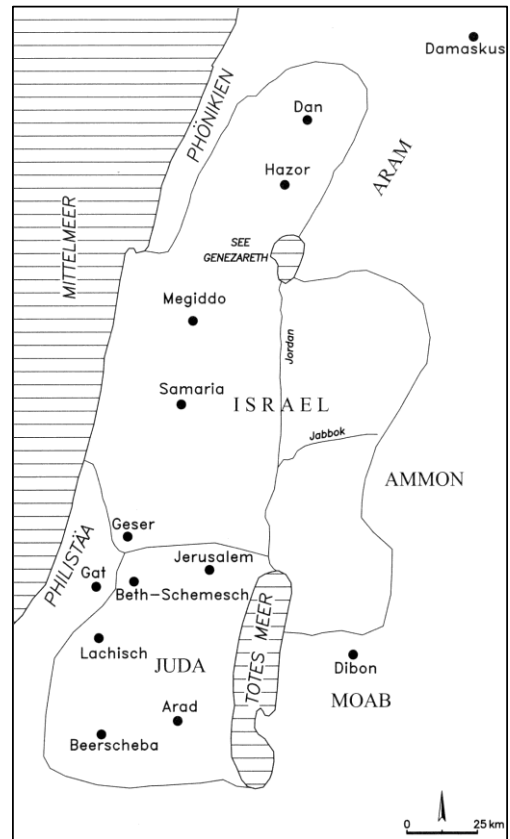 Damaskus
PHÖNIKIEN
Dan
ARAM
Hazor
MITTELMEER
SEE
GENEZARETH
Megiddo
Jordan
Samaria
ISRAEL
Jabbok
AMMON
PHILISTÄA
Geser
Jerusalem
Gat
Beth-Schemesch
TOTES MEER
Lachisch
JUDA
Dibon
MOAB
Arad
Beerscheba
0 25 km